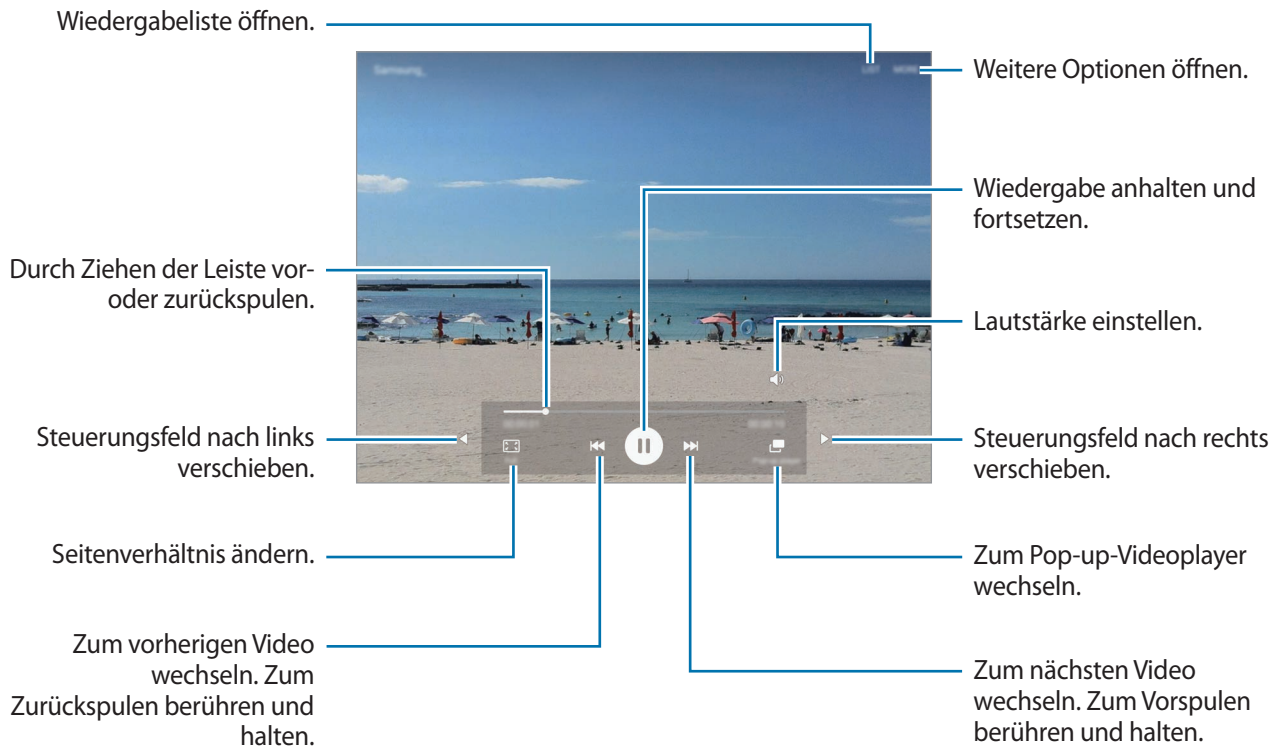 Wiedergabeliste öffnen.
Weitere Optionen öffnen.
Wiedergabe anhalten und
fortsetzen.
Durch Ziehen der Leiste vor-
oder zurückspulen.
Lautstärke einstellen.
Steuerungsfeld nach links
verschieben.
Steuerungsfeld nach rechts
verschieben.
Seitenverhältnis ändern.
Zum Pop-up-Videoplayer
wechseln.
Zum vorherigen Video
wechseln. Zum
Zurückspulen berühren und
halten.
Zum nächsten Video
wechseln. Zum Vorspulen
berühren und halten.